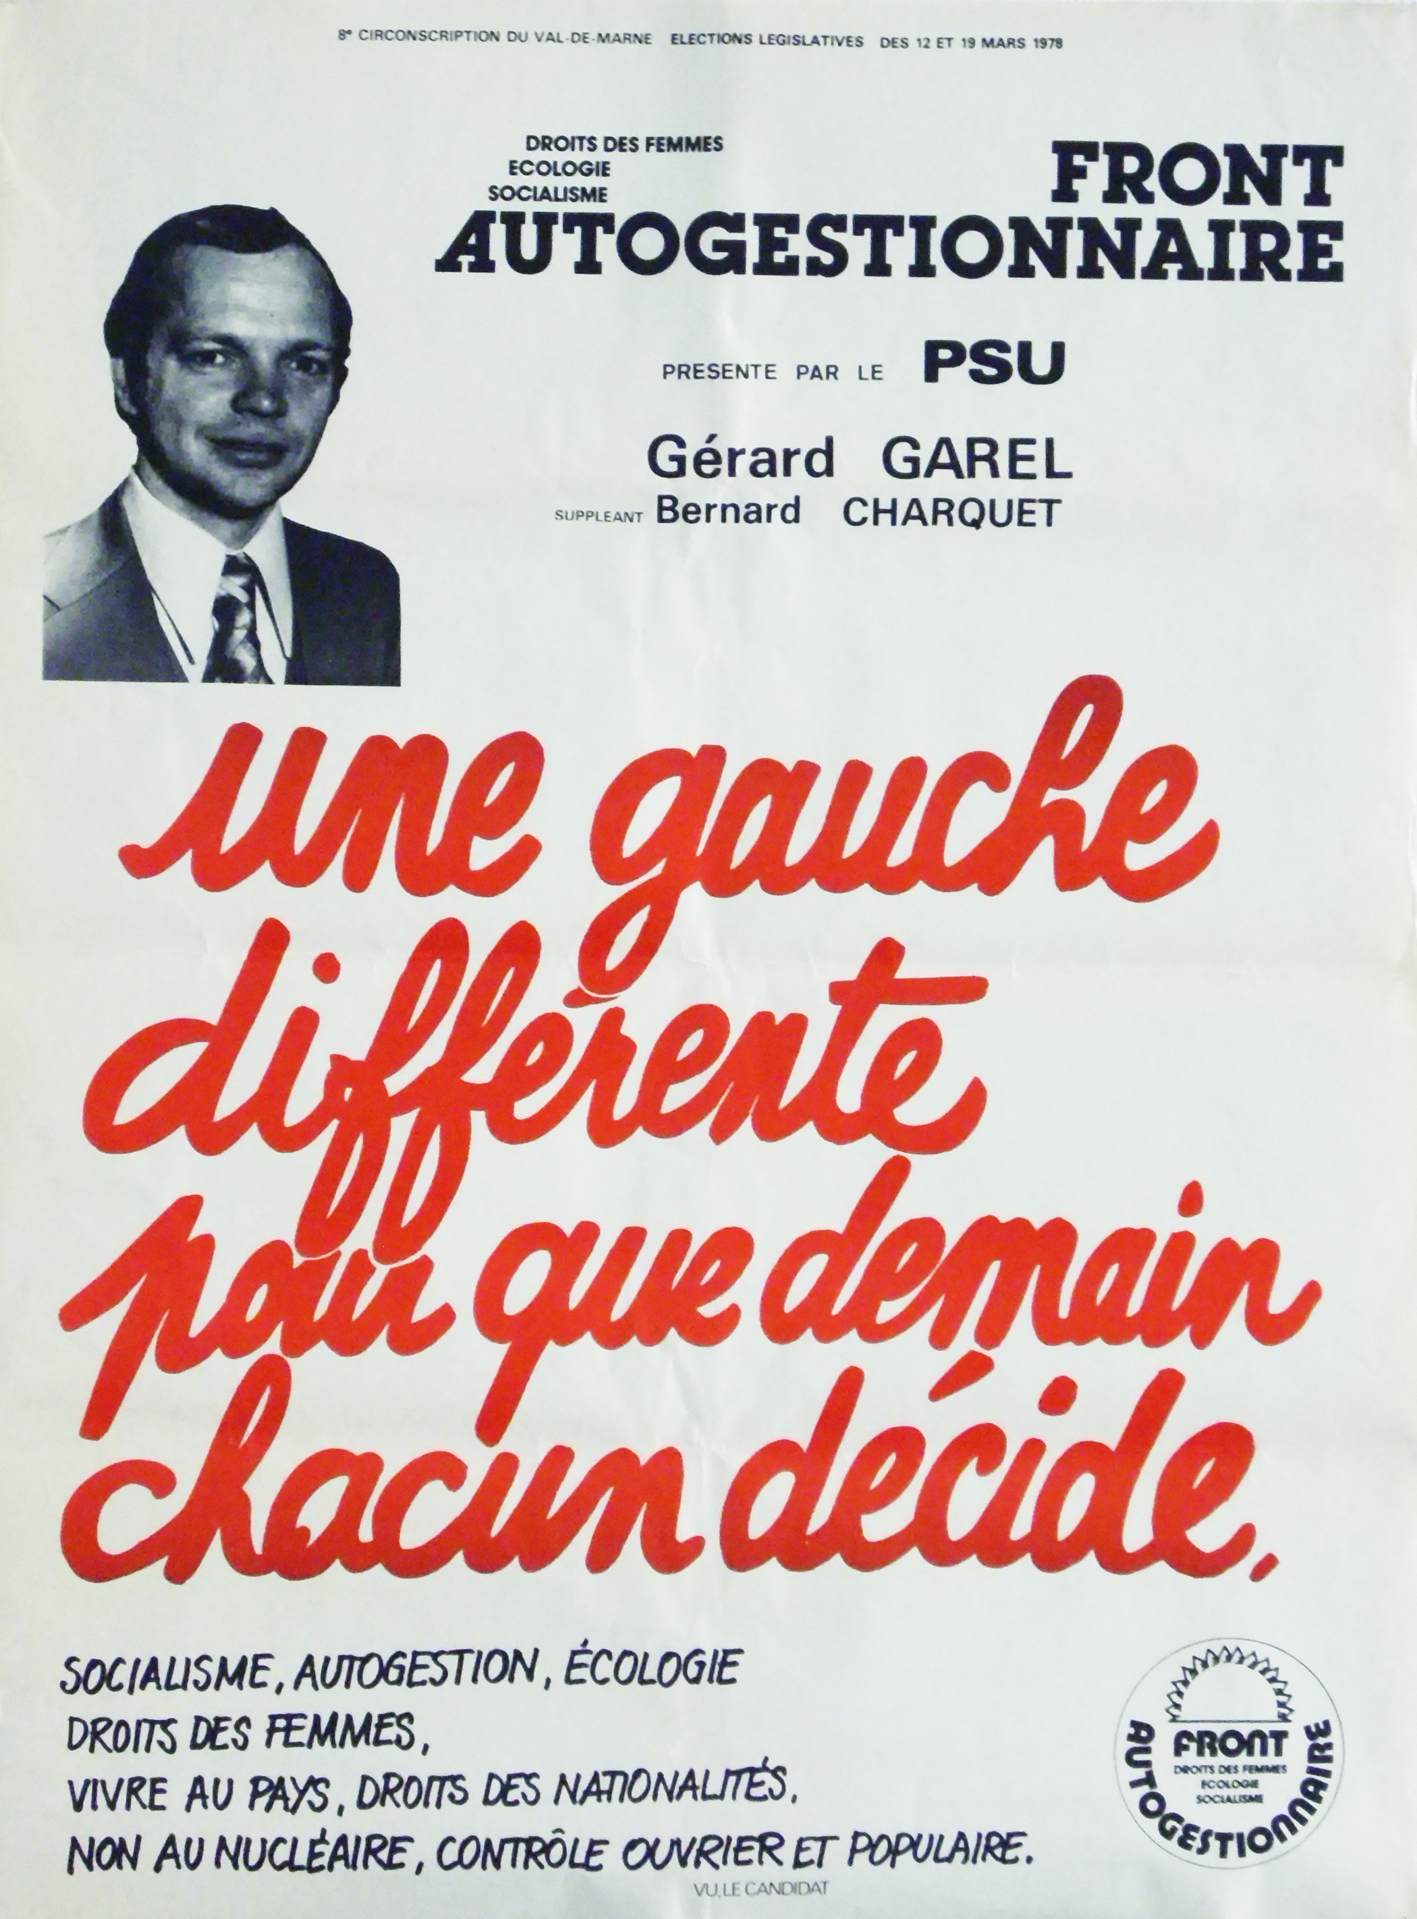 8e CIRCONSCRIPTION DU VAL-DE-MARNE ELECTIONS LEGISLATIVES DES 12 ET 19 MARS 1978
DROITS DES FEMMES
ECOLOGIE
SOCIALISME
FRONT
AUTOGESTIONNAIRE
PRESENTE PAR LE PSU
Gérard GAREL
SUPPLEANT Bernard CHARQUET
une gauche
différente
pour que demain
chacun décide.
SOCIALISME, AUTOGESTION, ÉCOLOGIE
DROITS DES FEMMES,
VIVRE AU PAYS, DROITS DES NATIONALITÉS,
NON AU NUCLÉAIRE, CONTRÔLE OUVRIER ET POPULAIRE.
VU, LE CANDIDAT
FRONT
DROITS DES FEMMES
ECOLOGIE
SOCIALISME
AUTOGESTIONNAIRE